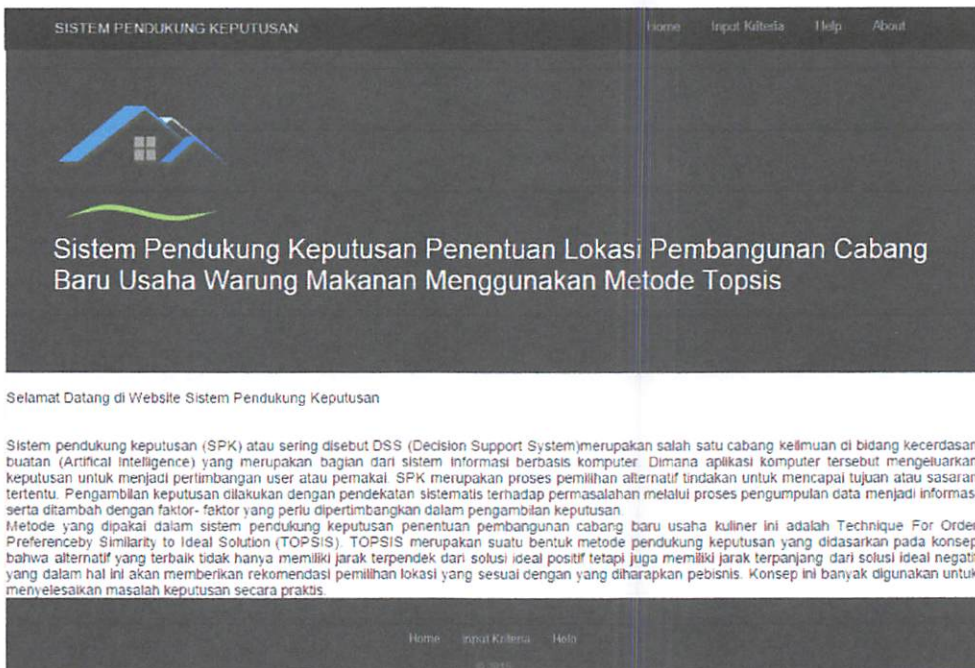 SISTEM PENDUKUNG KEPUTUSAN
Home Input Kriteria Help About
Sistem Pendukung Keputusan Penentuan Lokasi Pembangunan Cabang
Baru Usaha Warung Makanan Menggunakan Metode Topsis
Selamat Datang di Website Sistem Pendukung Keputusan
Sistem pendukung keputusan (SPK) atau sering disebut DSS (Decision Support System)merupakan salah satu cabang keilmuan di bidang kecerdasan
buatan (Artifical Intelligence) yang merupakan bagian dari sistem informasi berbasis komputer. Dimana aplikasi komputer tersebut mengeluarkan
keputusan untuk menjadi pertimbangan user atau pemakai. SPK merupakan proses pemilihan alternatif tindakan untuk mencapai tujuan atau sasaran
tertentu. Pengambilan keputusan dilakukan dengan pendekatan sistematis terhadap permasalahan melalui proses pengumpulan data menjadi informas
serta ditambah dengan faktor- faktor yang perlu dipertimbangkan dalam pengambilan keputusan.
Metode yang dipakai dalam sistem pendukung keputusan penentuan pembangunan cabang baru usaha kuliner ini adalah Technique For Order
Preferenceby Similarity to Ideal Solution (TOPSIS). TOPSIS merupakan suatu bentuk metode pendukung keputusan yang didasarkan pada konsep
bahwa alternatif yang terbaik tidak hanya memiliki jarak terpendek dari solusi ideal positif tetapi juga memiliki jarak terpanjang dari solusi ideal negati
yang dalam hal ini akan memberikan rekomendasi pemilihan lokasi yang sesuai dengan yang diharapkan pebisnis. Konsep ini banyak digunakan untuk
menyelesaikan masalah keputusan secara praktis.
Home Input Kriteria Help